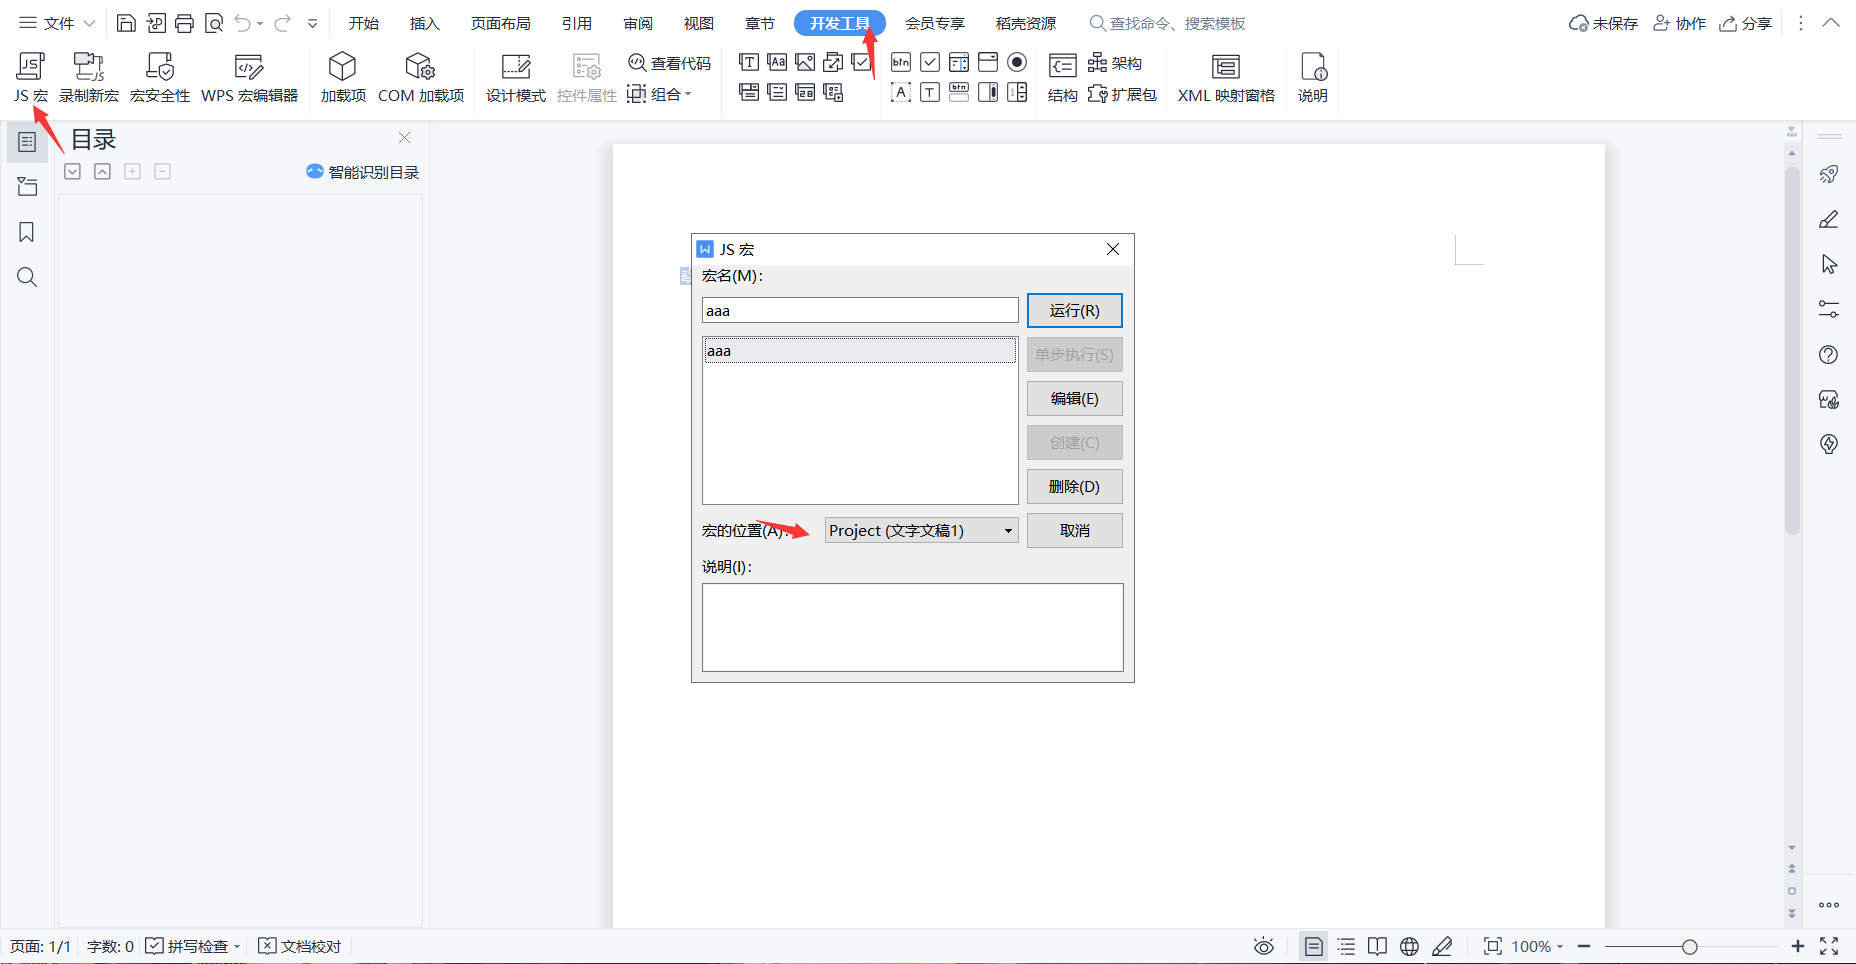 文件
开始
插入
页面布局
引用
审阅
视图
章节
开发工具
会员专享
稻壳资源
查找命令、搜索模板
未保存
协作
分享
JS 宏
录制新宏
宏安全性
WPS 宏编辑器
加载项
COM 加载项
设计模式
控件属性
查看代码
组合
结构
架构
扩展包
XML 映射窗格
说明
目录
智能识别目录
JS 宏
宏名(M):
aaa
运行(R)
aaa
单步执行(S)
编辑(E)
创建(C)
删除(D)
宏的位置(A):
Project (文字文稿1)
取消
说明(I):
页面: 1/1
字数: 0
拼写检查
文档校对
100%